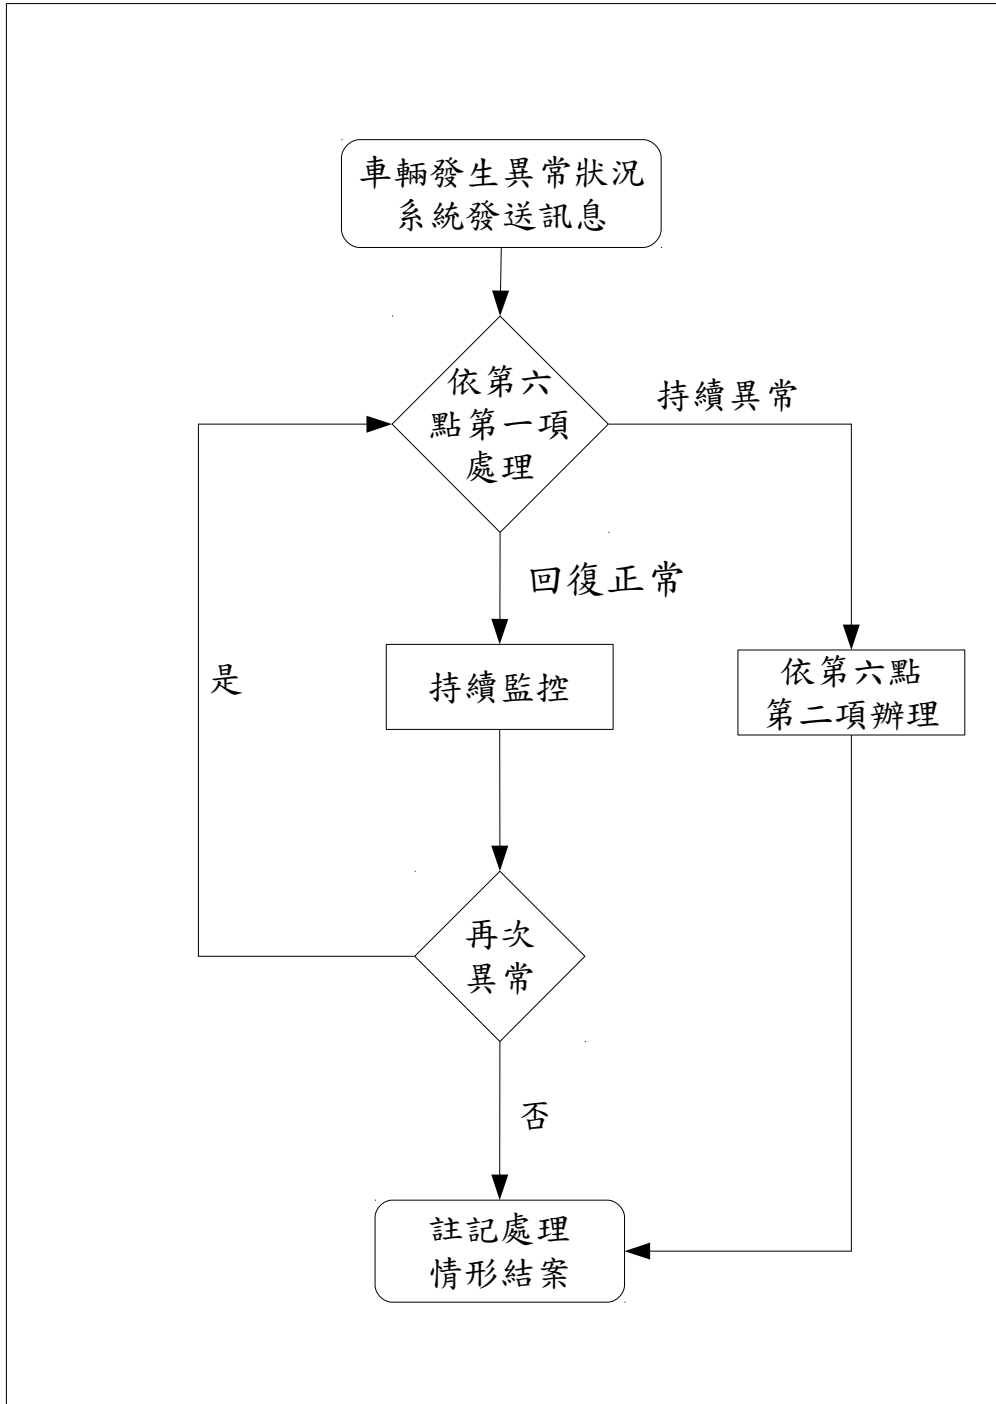 車輛發生異常狀況
系統發送訊息
依第六
點第一項
處理
持續異常
回復正常
是
持續監控
依第六點
第二項辦理
再次
異常
否
註記處理
情形結案